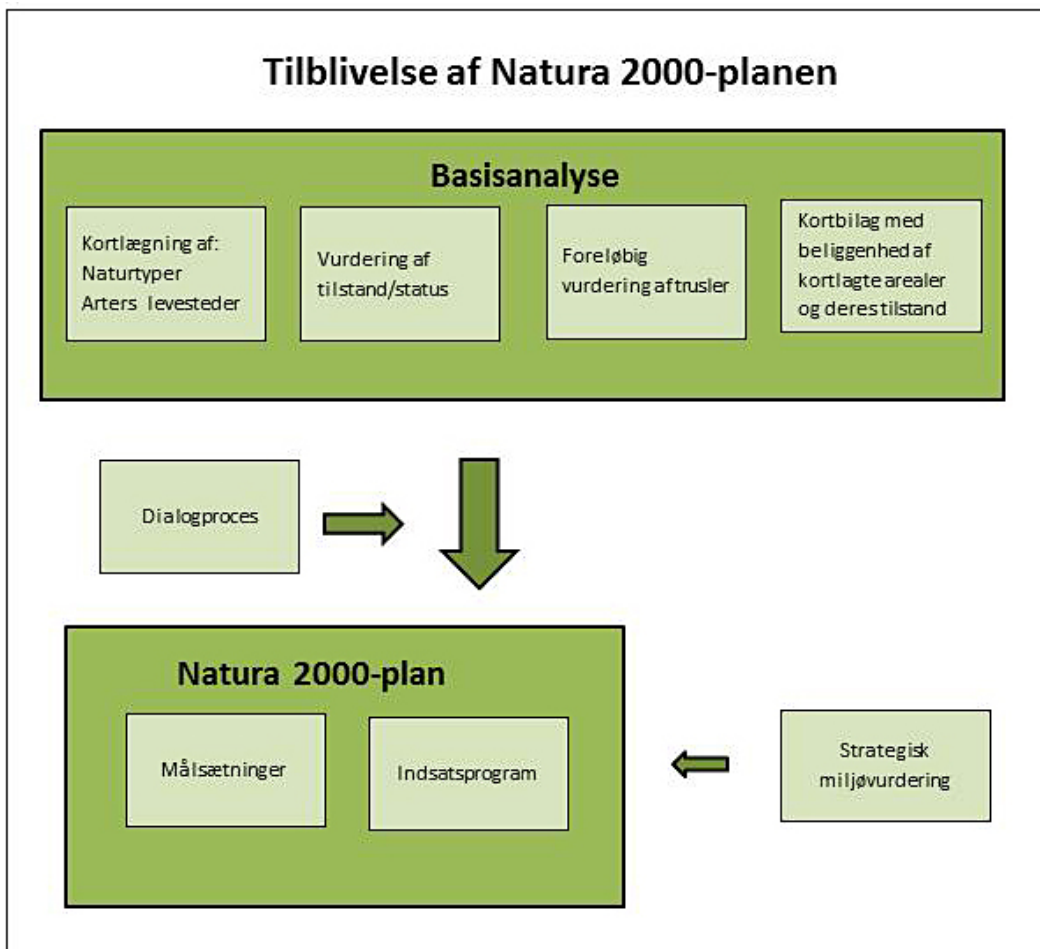 Tilblivelse af Natura 2000-planen
Basisanalyse
Kortlægning af:
Naturtyper
Arters levesteder
Vurdering af
tilstand/status
Foreløbig
vurdering af trusler
Kortbilag med
beliggenhed af
kortlagte arealer
og deres tilstand
Dialogproces
Natura 2000-plan
Målsætninger
Indsatsprogram
Strategisk
miljøvurdering